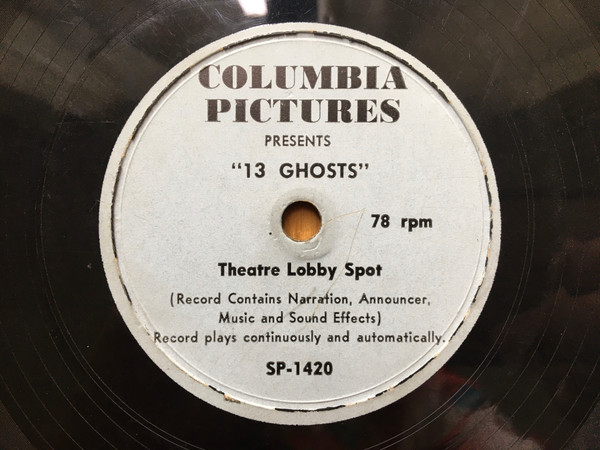 COLUMBIA
PICTURES
PRESENTS
"13 GHOSTS"
78 rpm
Theatre Lobby Spot
(Record Contains Narration, Announcer,
Music and Sound Effects)
Record plays continuously and automatically.
SP-1420